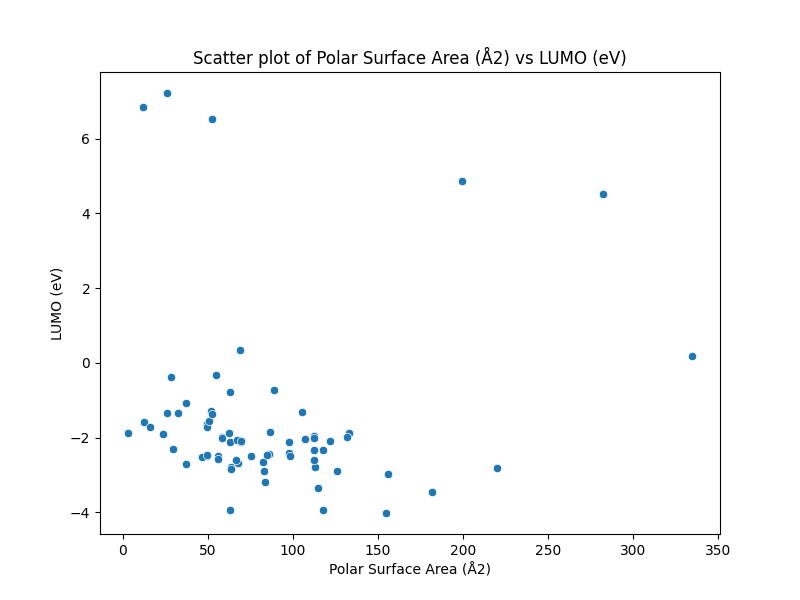 Scatter plot of Polar Surface Area (Å2) vs LUMO (eV)
6
4
2
0
−2
−4
LUMO (eV)
0 50 100 150 200 250 300 350
Polar Surface Area (Å2)